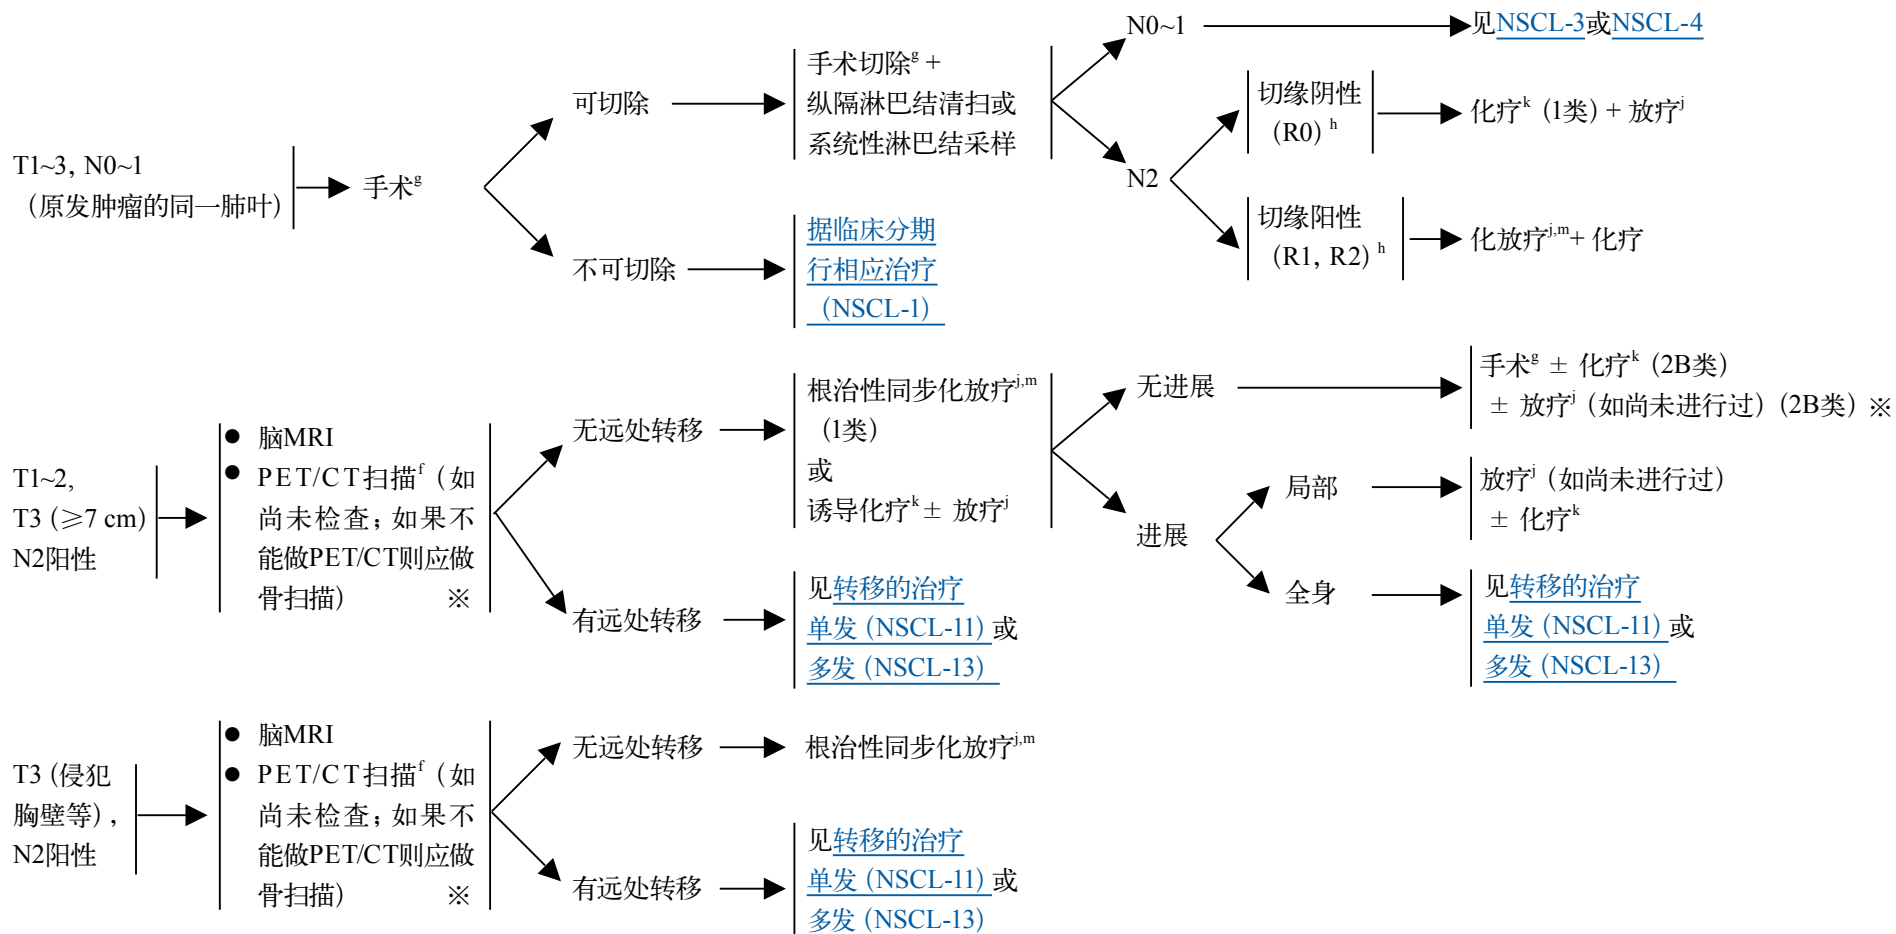 T1~3, N0~1
（原发肿瘤的同一肺叶）
手术g
可切除
手术切除g +
纵隔淋巴结清扫或
系统性淋巴结采样
N0~1
见NSCL-3或NSCL-4
N2
切缘阴性
（R0）h
化疗k（1类）+ 放疗j
切缘阳性
（R1, R2）h
化放疗j,m+ 化疗
不可切除
据临床分期
行相应治疗
（NSCL-1）
T1~2,
T3（≥7 cm）
N2阳性
● 脑MRI
● PET/CT扫描f（如
尚未检查；如果不
能做PET/CT则应做
骨扫描） ※
无远处转移
根治性同步化放疗j,m
（1类）
或
诱导化疗k± 放疗j
无进展
手术g ± 化疗k（2B类）
± 放疗j（如尚未进行过）（2B类）※
进展
局部
放疗j（如尚未进行过）
± 化疗k
全身
见转移的治疗
单发（NSCL-11）或
多发（NSCL-13）
有远处转移
见转移的治疗
单发（NSCL-11）或
多发（NSCL-13）
T3（侵犯
胸壁等），
N2阳性
● 脑MRI
● PET/CT扫描f（如
尚未检查；如果不
能做PET/CT则应做
骨扫描） ※
无远处转移
根治性同步化放疗j,m
有远处转移
见转移的治疗
单发（NSCL-11）或
多发（NSCL-13）